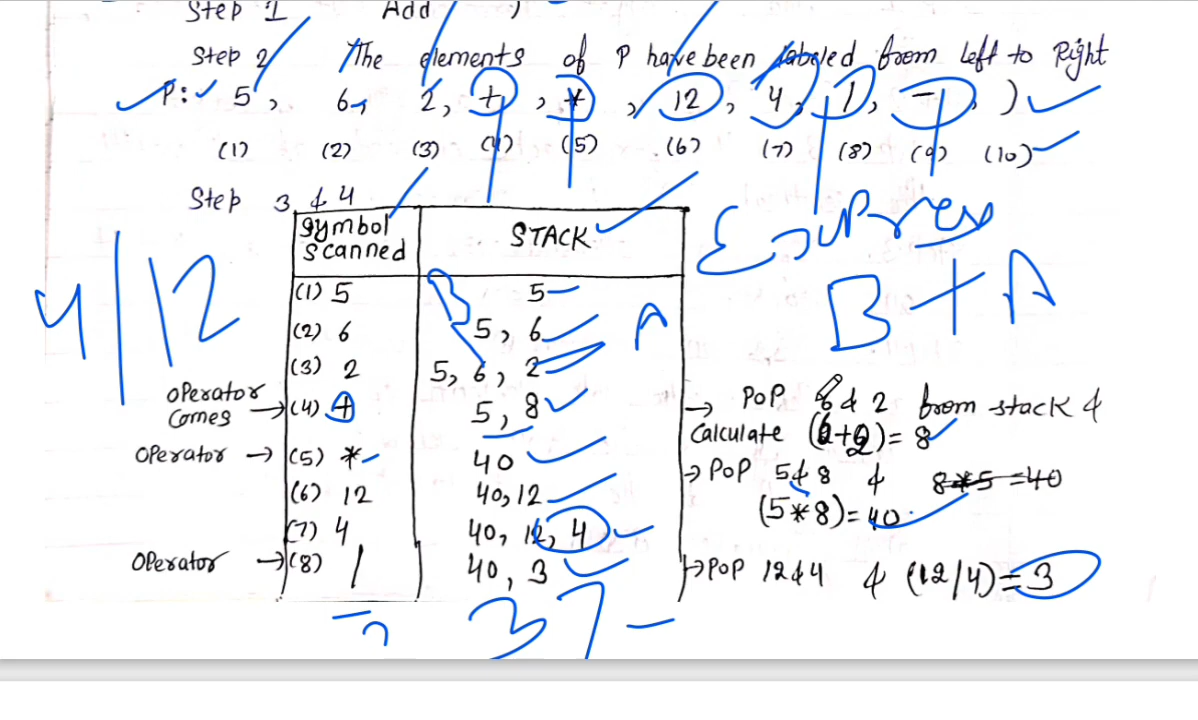 Step 1 Add )
Step 2 The elements of P have been labeled from Left to Right
P: 5, 6, 2, +, *, 12, 4, /, -, )
(1) (2) (3) (4) (5) (6) (7) (8) (9) (10)
Step 3 & 4
Symbol Scanned STACK
(1) 5 5
(2) 6 5, 6
(3) 2 5, 6, 2
Operator Comes → (4) + 5, 8 → POP 6 & 2 from stack & Calculate (6+2) = 8
Operator → (5) * 40 → POP 5 & 8 & 8*5 = 40 (5*8) = 40
(6) 12 40, 12
(7) 4 40, 12, 4
Operator → (8) / 40, 3 → POP 12 & 4 & (12/4) = 3
4/12
B + A
A
B
37